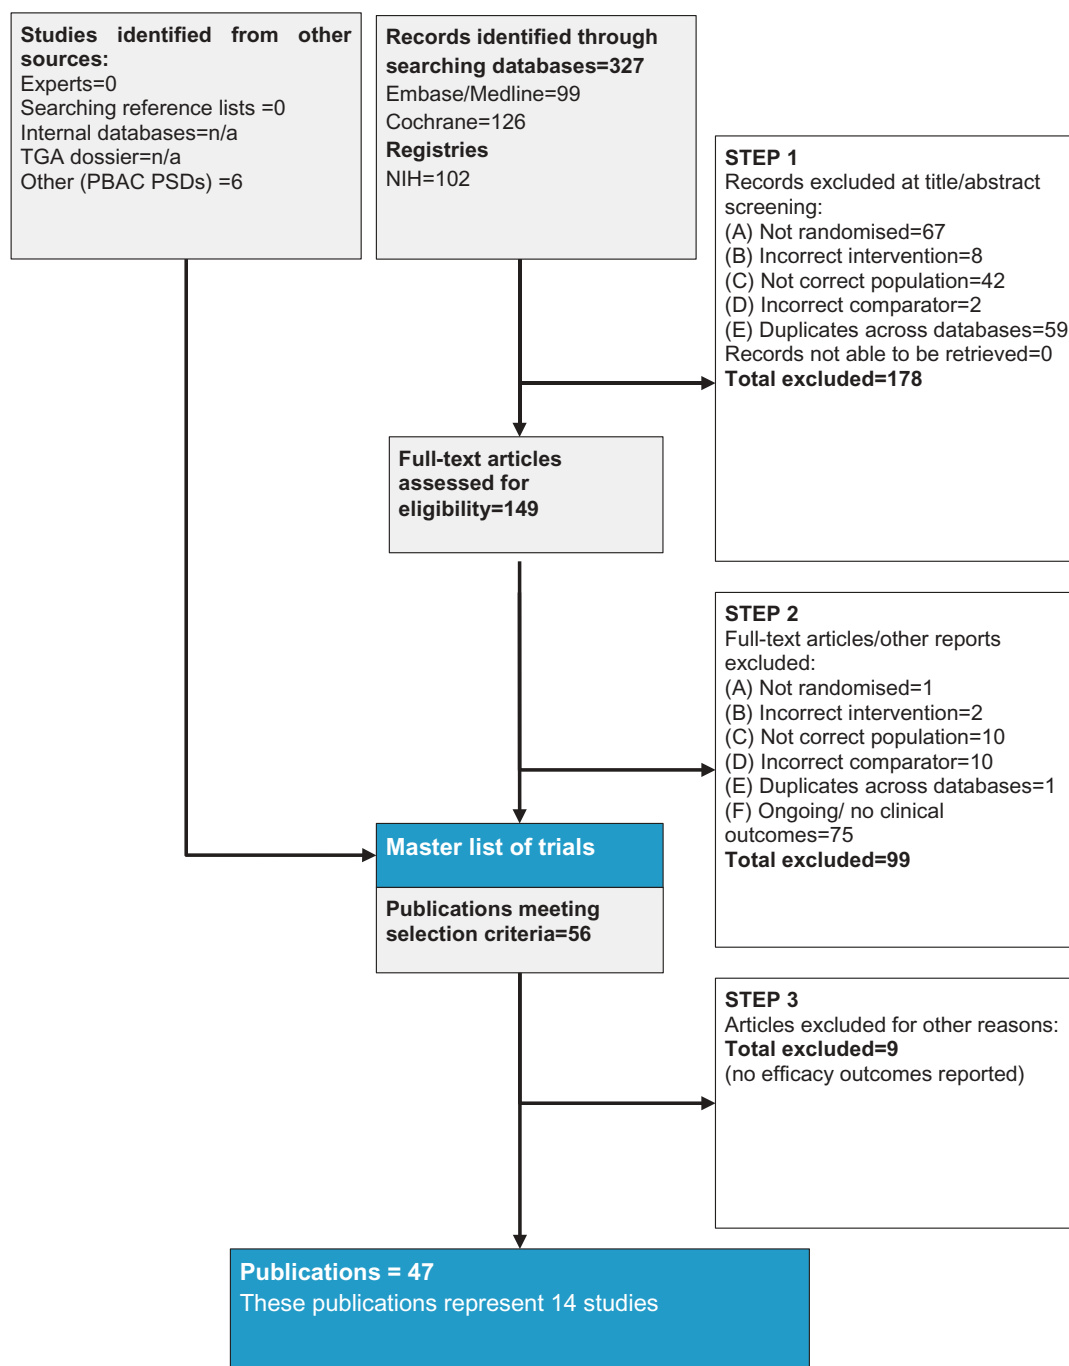 Studies identified from other
sources:
Experts=0
Searching reference lists =0
Internal databases=n/a
TGA dossier=n/a
Other (PBAC PSDs) =6
Records identified through
searching databases=327
Embase/Medline=99
Cochrane=126
Registries
NIH=102
STEP 1
Records excluded at title/abstract
screening:
(A) Not randomised=67
(B) Incorrect intervention=8
(C) Not correct population=42
(D) Incorrect comparator=2
(E) Duplicates across databases=59
Records not able to be retrieved=0
Total excluded=178
Full-text articles
assessed for
eligibility=149
STEP 2
Full-text articles/other reports
excluded:
(A) Not randomised=1
(B) Incorrect intervention=2
(C) Not correct population=10
(D) Incorrect comparator=10
(E) Duplicates across databases=1
(F) Ongoing/ no clinical
outcomes=75
Total excluded=99
Master list of trials
Publications meeting
selection criteria=56
STEP 3
Articles excluded for other reasons:
Total excluded=9
(no efficacy outcomes reported)
Publications = 47
These publications represent 14 studies